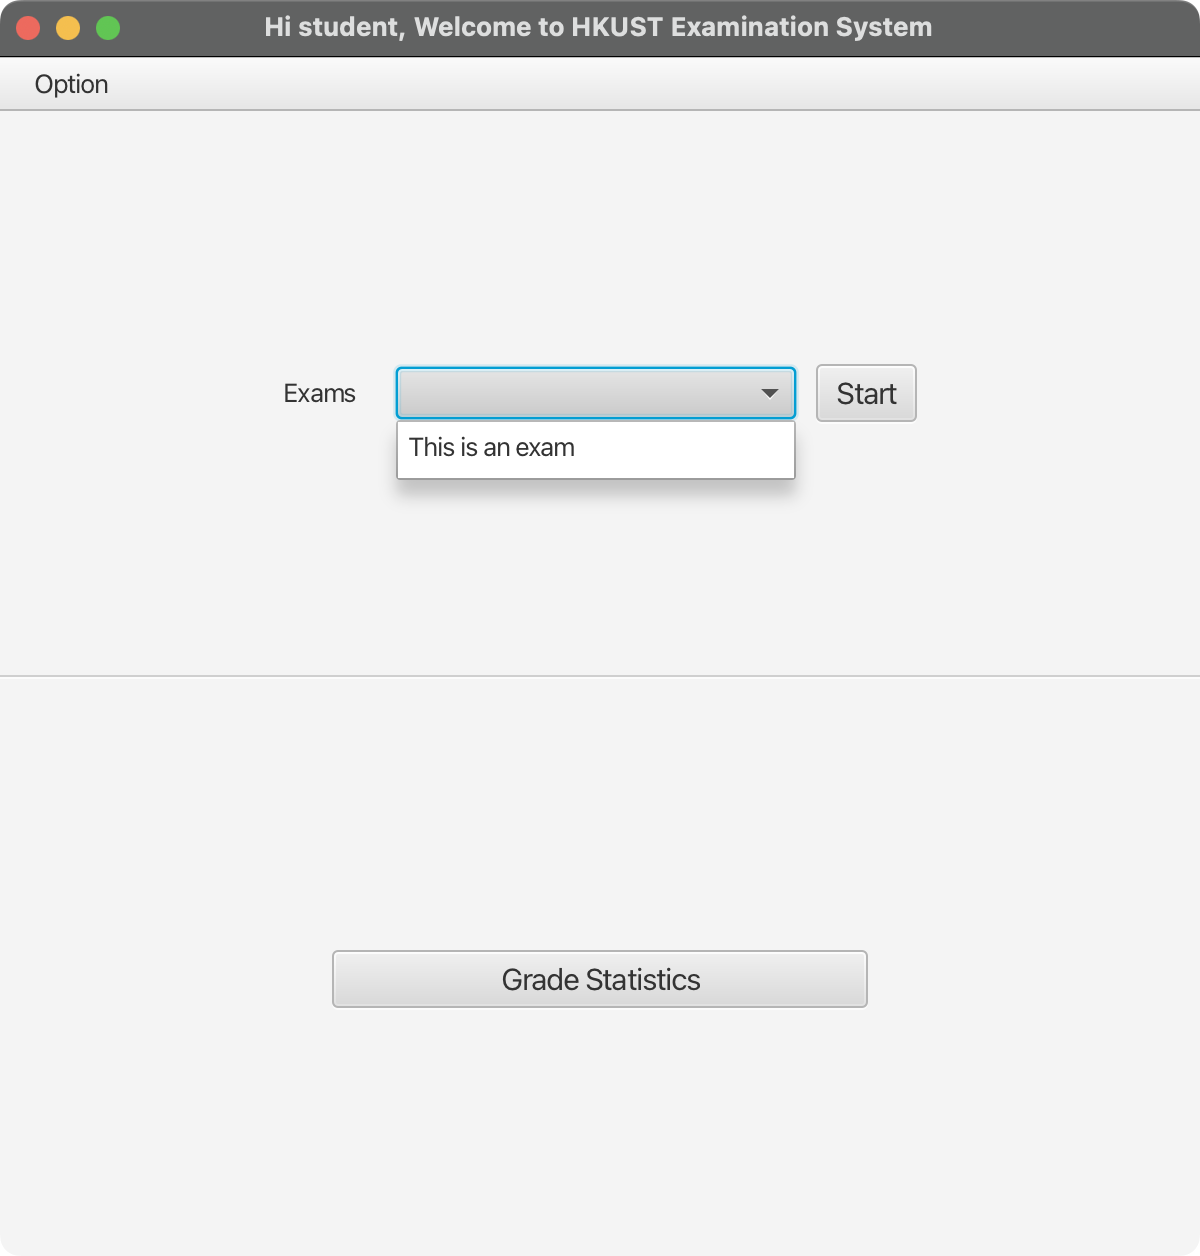 Hi student, Welcome to HKUST Examination System
Option
Exams
Start
This is an exam
Grade Statistics